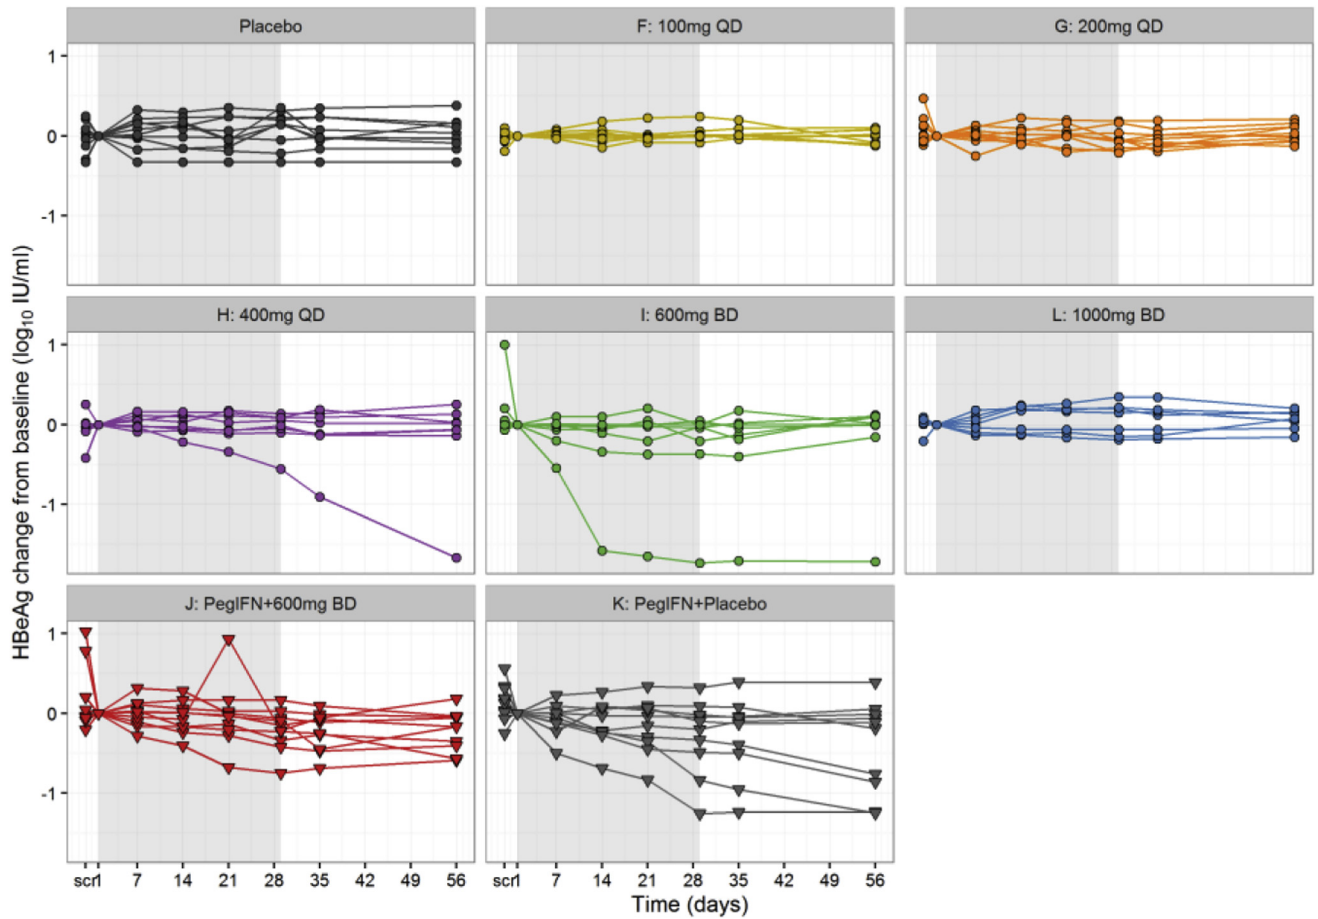 Placebo
F: 100mg QD
G: 200mg QD
1
0
-1
H: 400mg QD
I: 600mg BD
L: 1000mg BD
1
0
-1
J: PegIFN+600mg BD
K: PegIFN+Placebo
1
0
-1
scr1 7 14 21 28 35 42 49 56
scr1 7 14 21 28 35 42 49 56
Time (days)
HBeAg change from baseline (log10 IU/ml)